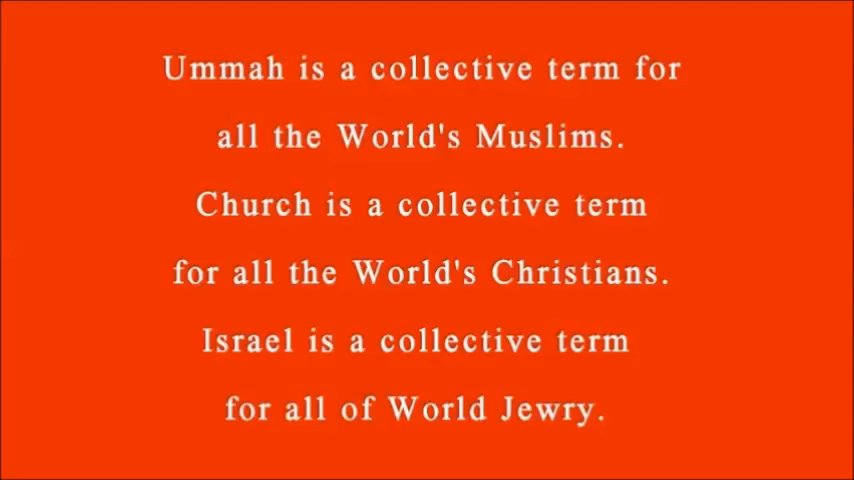 Ummah is a collective term for
all the World's Muslims.
Church is a collective term
for all the World's Christians.
Israel is a collective term
for all of World Jewry.